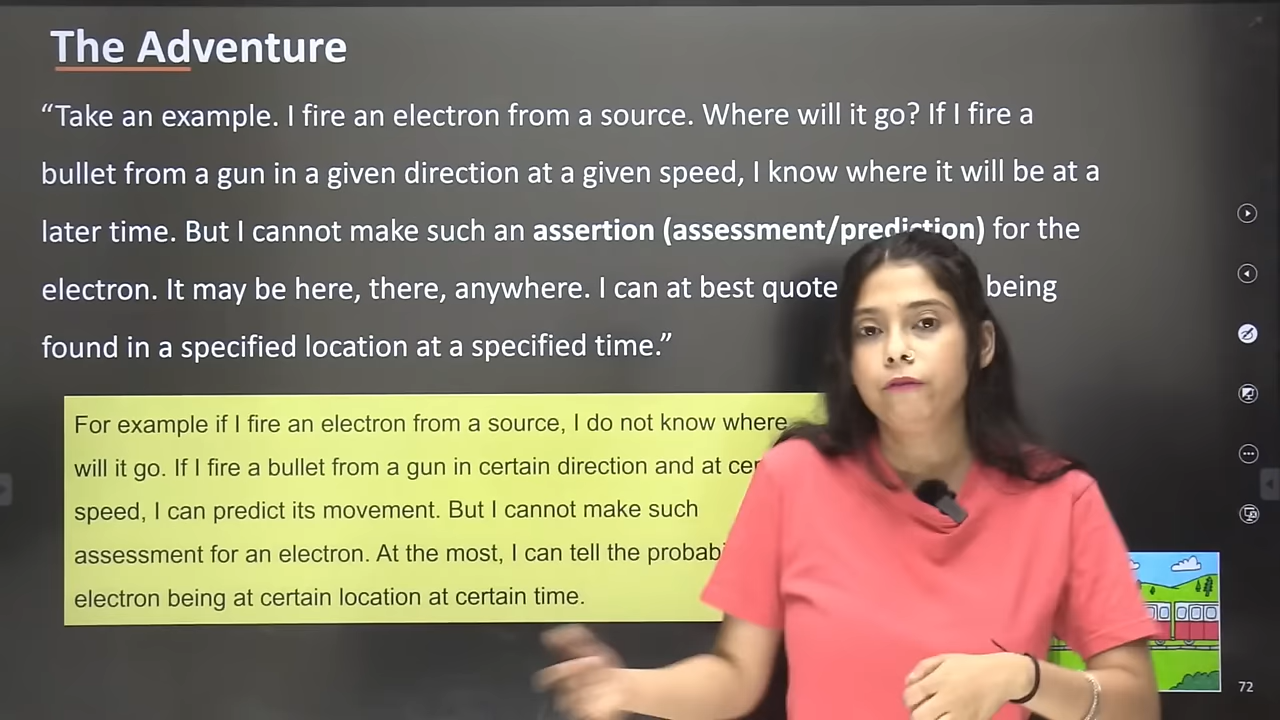 The Adventure
“Take an example. I fire an electron from a source. Where will it go? If I fire a
bullet from a gun in a given direction at a given speed, I know where it will be at a
later time. But I cannot make such an assertion (assessment/prediction) for the
electron. It may be here, there, anywhere. I can at best quote being
found in a specified location at a specified time.”
For example if I fire an electron from a source, I do not know where
will it go. If I fire a bullet from a gun in certain direction and at
speed, I can predict its movement. But I cannot make such
assessment for an electron. At the most, I can tell the
electron being at certain location at certain time.
72